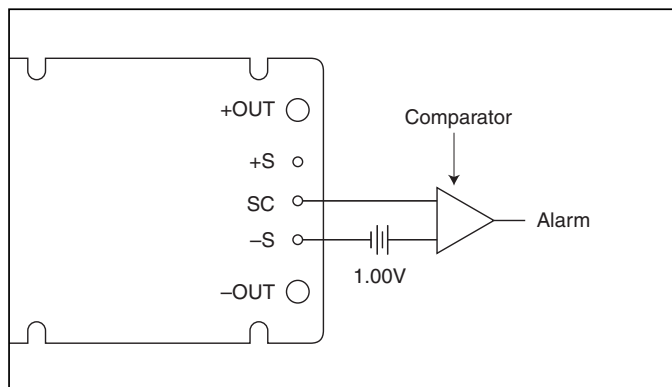 +OUT
Comparator
+S
SC
Alarm
–S
1.00V
–OUT